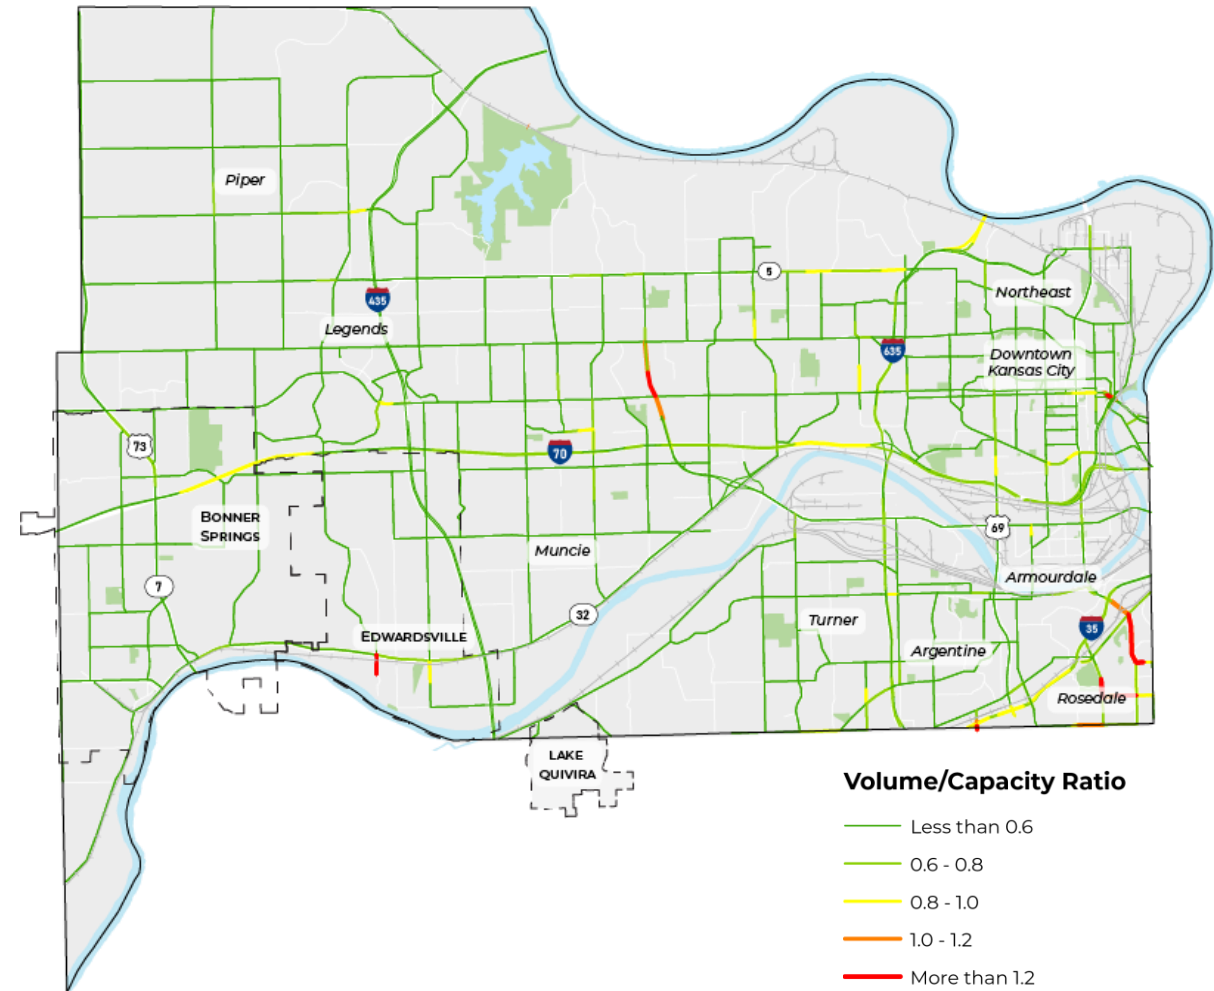 Piper
5
Northeast
435
Legends
635
Downtown
Kansas City
73
70
BONNER
SPRINGS
69
Muncie
7
Armourdale
32
Turner
35
EDWARDSVILLE
Argentine
Rosedale
LAKE
QUIVIRA
Volume/Capacity Ratio
Less than 0.6
0.6 - 0.8
0.8 - 1.0
1.0 - 1.2
More than 1.2